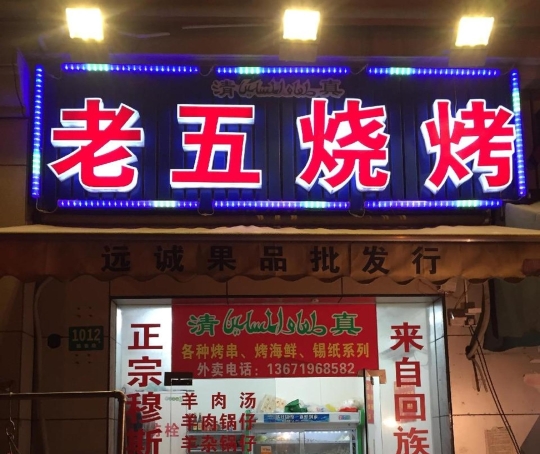 清 真
老五烧烤
远诚果品批发行
1012
清 真
各种烤串、烤海鲜、锡纸系列
外卖电话：13671968582
正宗穆斯
羊肉汤
羊肉锅仔
羊杂锅仔
栓
来自回族